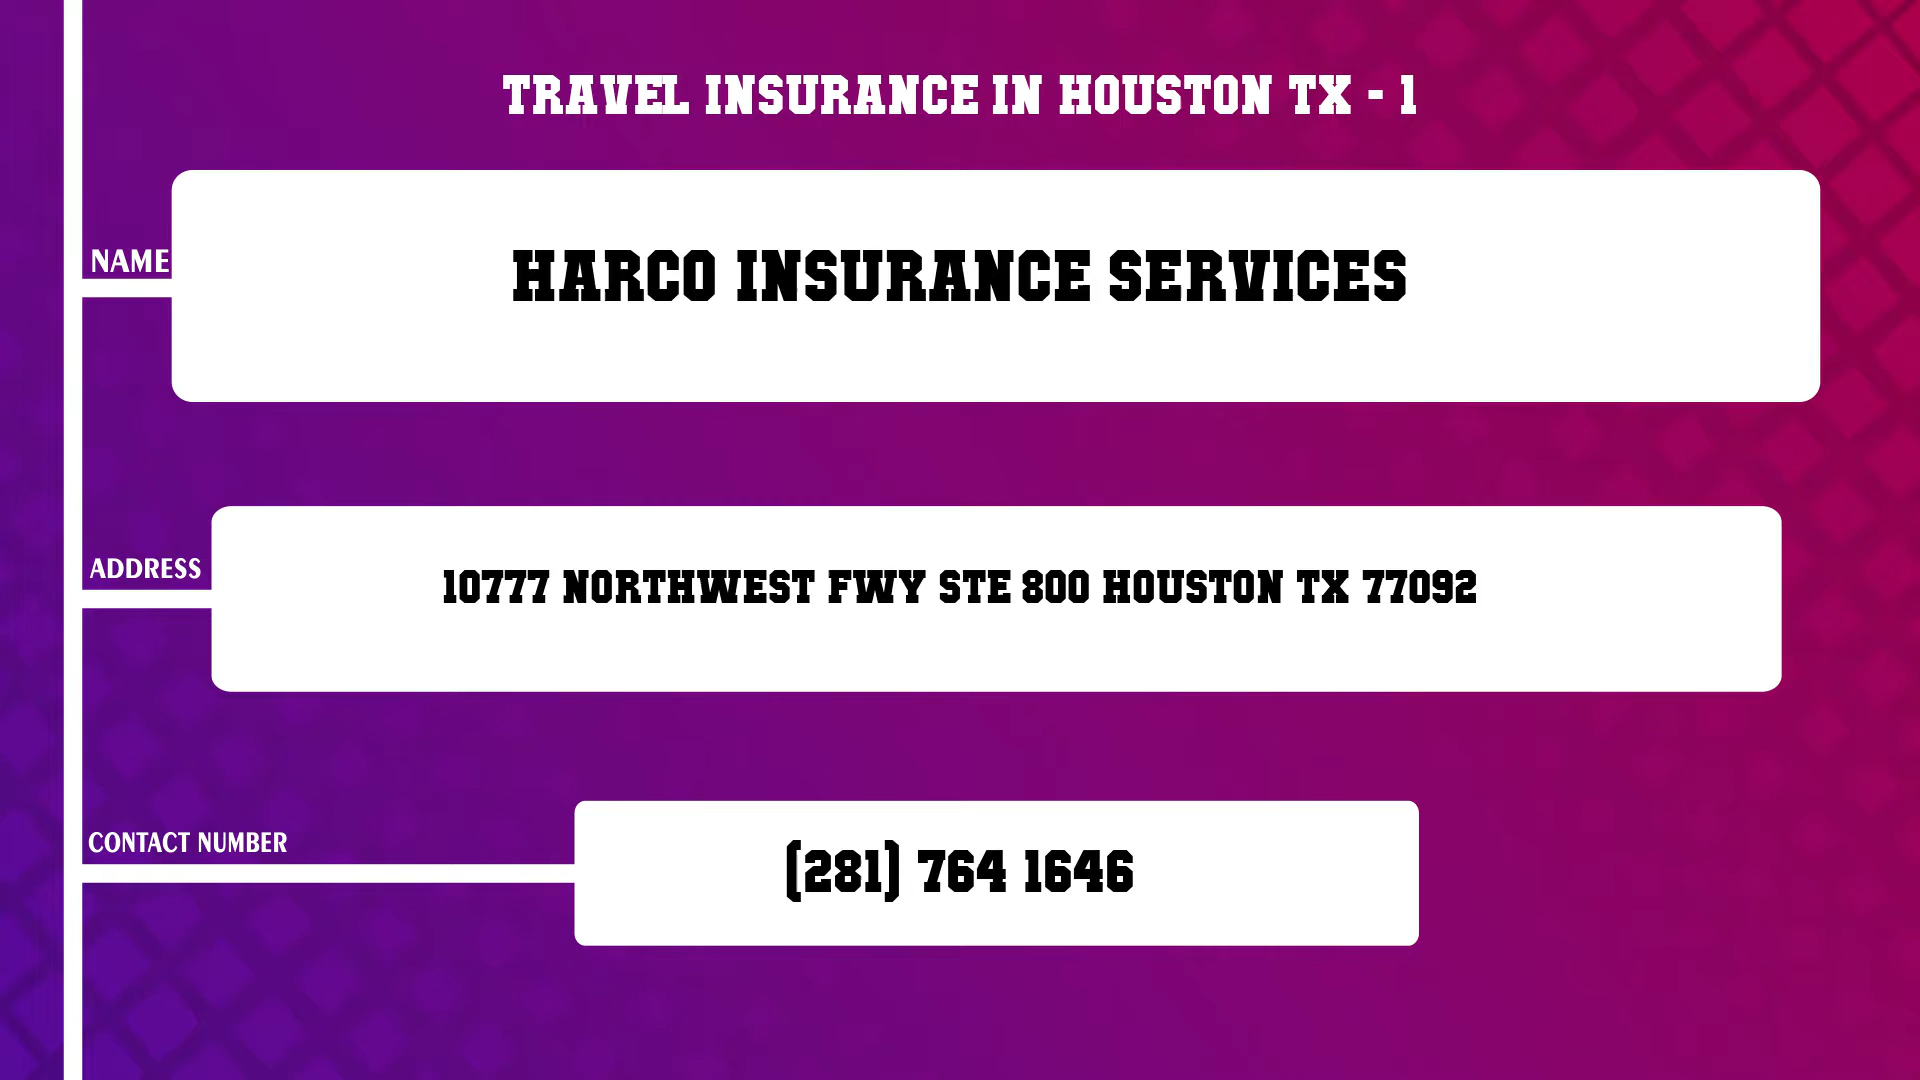 TRAVEL INSURANCE IN HOUSTON TX - 1
NAME
HARCO INSURANCE SERVICES
ADDRESS
10777 NORTHWEST FWY STE 800 HOUSTON TX 77092
CONTACT NUMBER
(281) 764 1646